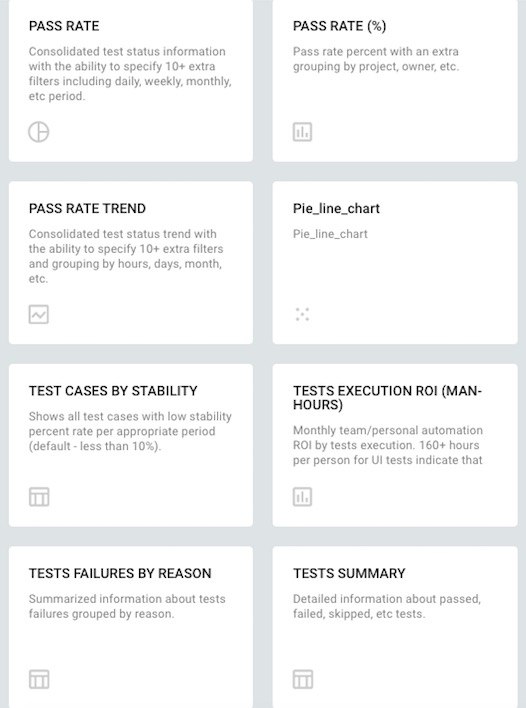 PASS RATE
Consolidated test status information
with the ability to specify 10+ extra
filters including daily, weekly, monthly,
etc period.
PASS RATE (%)
Pass rate percent with an extra
grouping by project, owner, etc.
PASS RATE TREND
Consolidated test status trend with
the ability to specify 10+ extra filters
and grouping by hours, days, month,
etc.
Pie_line_chart
Pie_line_chart
TEST CASES BY STABILITY
Shows all test cases with low stability
percent rate per appropriate period
(default - less than 10%).
TESTS EXECUTION ROI (MAN-
HOURS)
Monthly team/personal automation
ROI by tests execution. 160+ hours
per person for UI tests indicate that
TESTS FAILURES BY REASON
Summarized information about tests
failures grouped by reason.
TESTS SUMMARY
Detailed information about passed,
failed, skipped, etc tests.